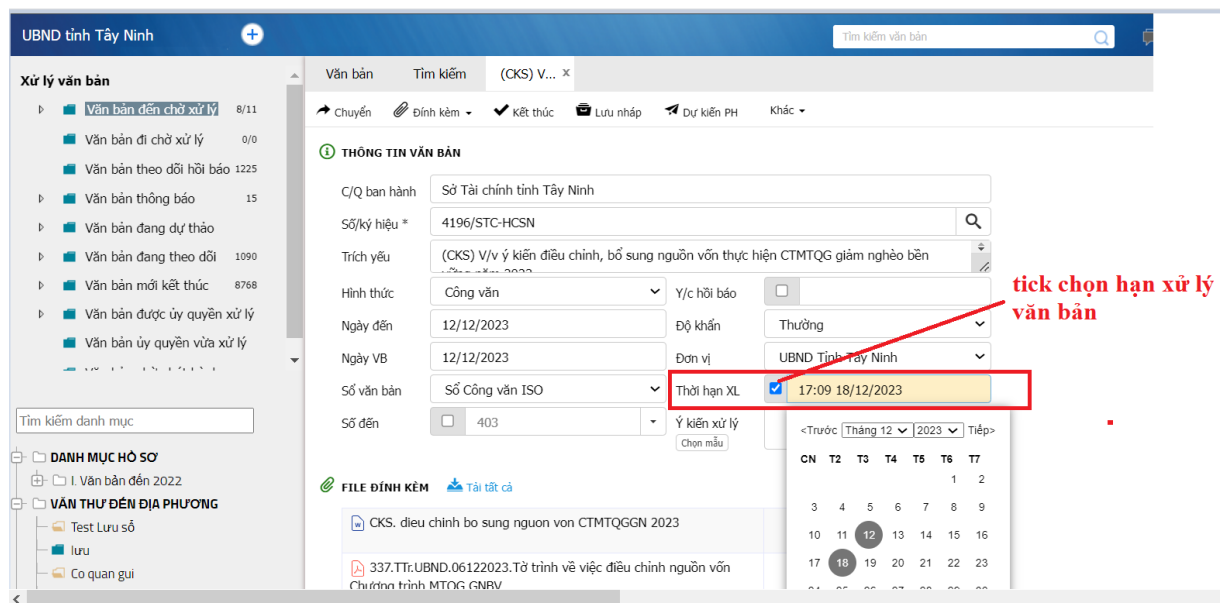 UBND tỉnh Tây Ninh
Tìm kiếm văn bản
Xử lý văn bản
Văn bản đến chờ xử lý 8/11
Văn bản đi chờ xử lý 0/0
Văn bản theo dõi hồi báo 1225
Văn bản thông báo 15
Văn bản đang dự thảo
Văn bản đang theo dõi 1090
Văn bản mới kết thúc 8768
Văn bản được ủy quyền xử lý
Văn bản ủy quyền vừa xử lý
Tìm kiếm danh mục
DANH MỤC HỒ SƠ
I. Văn bản đến 2022
VĂN THƯ ĐẾN ĐỊA PHƯƠNG
Test Lưu sổ
lưu
Co quan gui
Văn bản Tìm kiếm (CKS) V... x
Chuyển Đính kèm Kết thúc Lưu nháp Dự kiến PH Khác
THÔNG TIN VĂN BẢN
C/Q ban hành Sở Tài chính tỉnh Tây Ninh
Số/ký hiệu * 4196/STC-HCSN
Trích yếu (CKS) V/v ý kiến điều chỉnh, bổ sung nguồn vốn thực hiện CTMTQG giảm nghèo bền
vững năm 2023
Hình thức Công văn Y/c hồi báo
Ngày đến 12/12/2023 Độ khẩn Thường
Ngày VB 12/12/2023 Đơn vị UBND Tỉnh Tây Ninh
Sổ văn bản Sổ Công văn ISO Thời hạn XL 17:09 18/12/2023
Số đến 403 Ý kiến xử lý
Chọn mẫu
tick chọn hạn xử lý
văn bản
<Trước Tháng 12 2023 Tiếp>
CN T2 T3 T4 T5 T6 T7
1 2
3 4 5 6 7 8 9
10 11 12 13 14 15 16
17 18 19 20 21 22 23
FILE ĐÍNH KÈM Tải tất cả
CKS. dieu chinh bo sung nguon von CTMTQGGN 2023
337.TTr.UBND.06122023.Tờ trình về việc điều chỉnh nguồn vốn
Chương trình MTQG GNBV